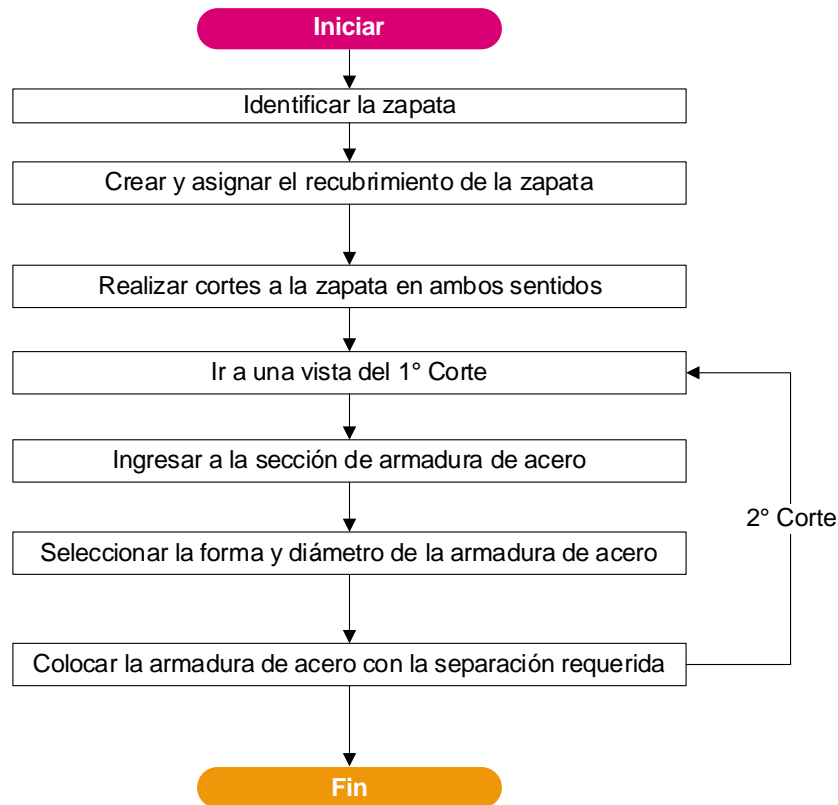 Iniciar
Identificar la zapata
Crear y asignar el recubrimiento de la zapata
Realizar cortes a la zapata en ambos sentidos
Ir a una vista del 1° Corte
Ingresar a la sección de armadura de acero
2° Corte
Seleccionar la forma y diámetro de la armadura de acero
Colocar la armadura de acero con la separación requerida
Fin